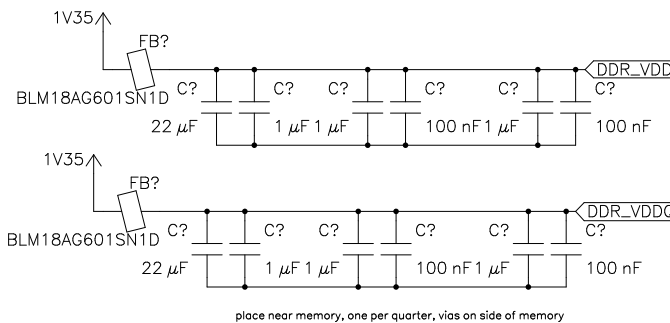 1V35
FB?
BLM18AG601SN1D
C? C? C? C? C? C?
22 µF 1 µF 1 µF 100 nF 1 µF 100 nF
DDR_VDD
1V35
FB?
BLM18AG601SN1D
C? C? C? C? C? C?
22 µF 1 µF 1 µF 100 nF 1 µF 100 nF
DDR_VDDQ
place near memory, one per quarter, vias on side of memory